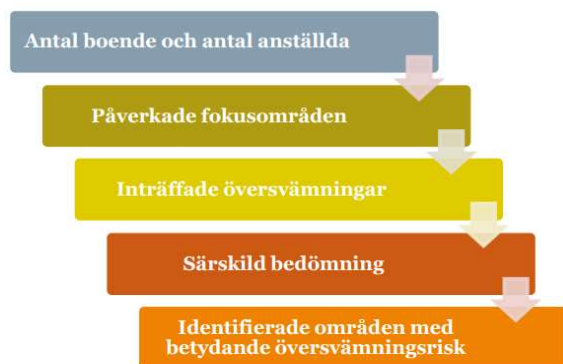 Antal boende och antal anställda
Påverkade fokusområden
Inträffade översvämningar
Särskild bedömning
Identifierade områden med
betydande översvämningsrisk